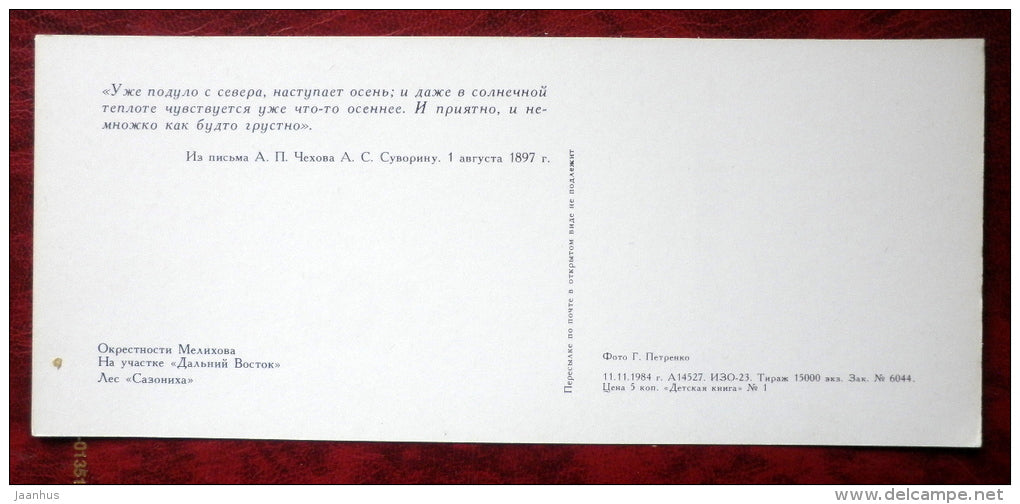 «Уже подуло с севера, наступает осень; и даже в солнечной
теплоте чувствуется уже что-то осеннее. И приятно, и не-
множко как будто грустно».
Из письма А. П. Чехова А. С. Суворину. 1 августа 1897 г.
Окрестности Мелихова
На участке «Дальний Восток»
Лес «Сазониха»
Пересылке по почте в открытом виде не подлежит
Фото Г. Петренко
11.11.1984 г. А14527. ИЗО-23. Тираж 15000 экз. Зак. № 6044.
Цена 5 коп. «Детская книга» № 1
-01351
jaanhus
delcampe.net